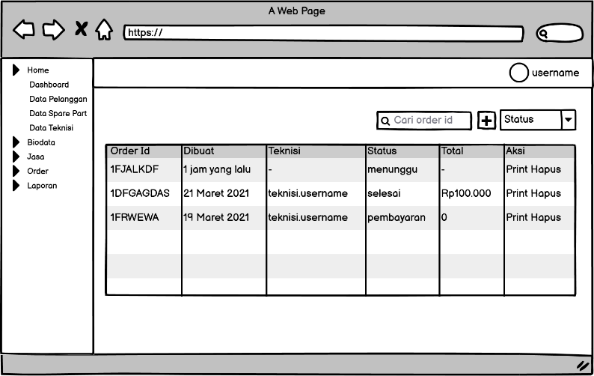 A Web Page
https://
Home
Dashboard
Data Pelanggan
Data Spare Part
Data Teknisi
Biodata
Jasa
Order
Laporan
username
Cari order id
Status
Order Id Dibuat Teknisi Status Total Aksi
1FJALKDF 1 jam yang lalu - menunggu - Print Hapus
1DFGAGDAS 21 Maret 2021 teknisi.username selesai Rp100.000 Print Hapus
1FRWEWA 19 Maret 2021 teknisi.username pembayaran 0 Print Hapus